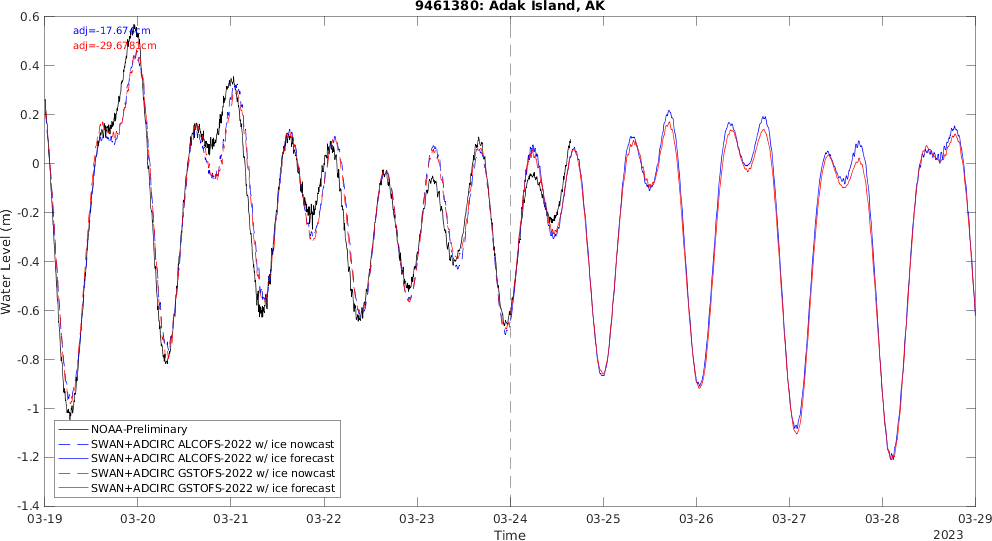 9461380: Adak Island, AK
adj=-17.674cm
adj=-29.6781cm
0.6
0.4
0.2
0
-0.2
-0.4
-0.6
-0.8
-1
-1.2
-1.4
Water Level (m)
NOAA-Preliminary
SWAN+ADCIRC ALCOFS-2022 w/ ice nowcast
SWAN+ADCIRC ALCOFS-2022 w/ ice forecast
SWAN+ADCIRC GSTOFS-2022 w/ ice nowcast
SWAN+ADCIRC GSTOFS-2022 w/ ice forecast
03-19 03-20 03-21 03-22 03-23 03-24 03-25 03-26 03-27 03-28 03-29
Time
2023